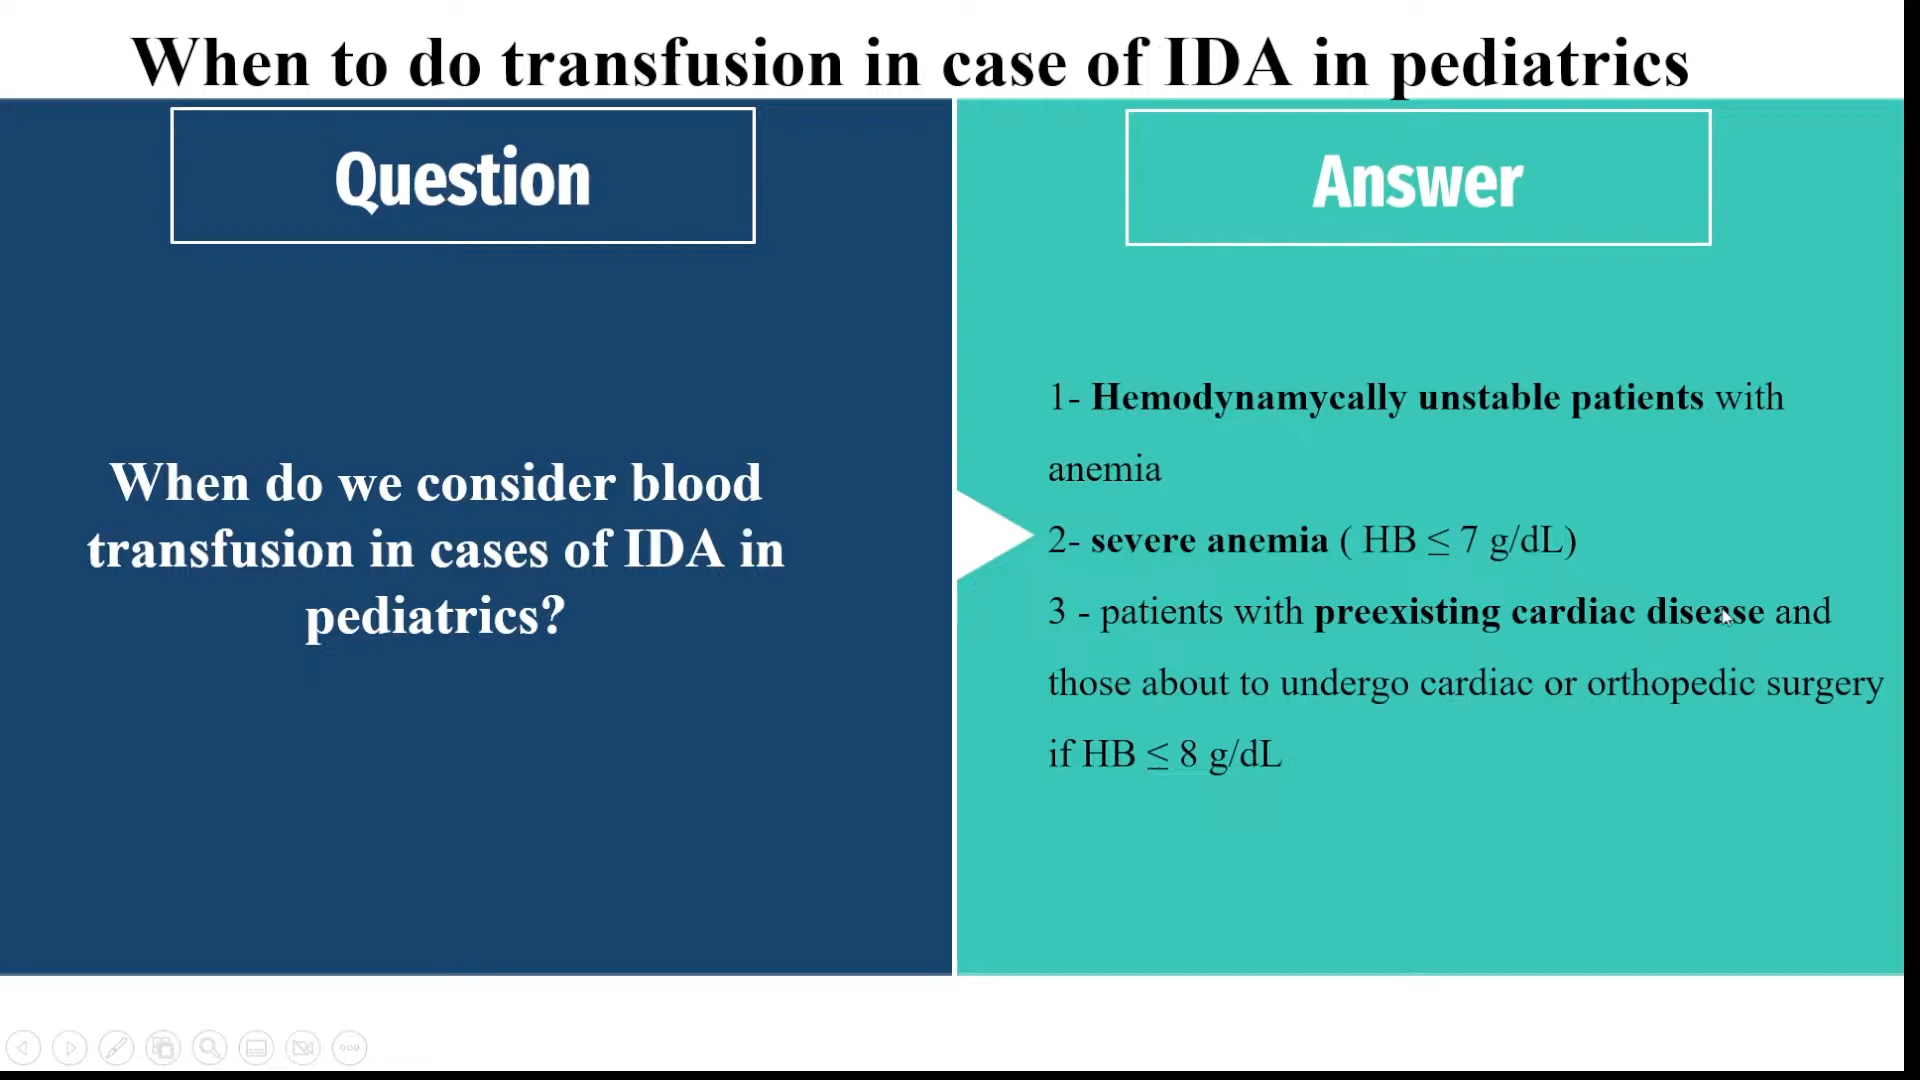 When to do transfusion in case of IDA in pediatrics
Question
When do we consider blood
transfusion in cases of IDA in
pediatrics?
Answer
1- Hemodynamycally unstable patients with
anemia
2- severe anemia ( HB ≤ 7 g/dL)
3 - patients with preexisting cardiac disease and
those about to undergo cardiac or orthopedic surgery
if HB ≤ 8 g/dL